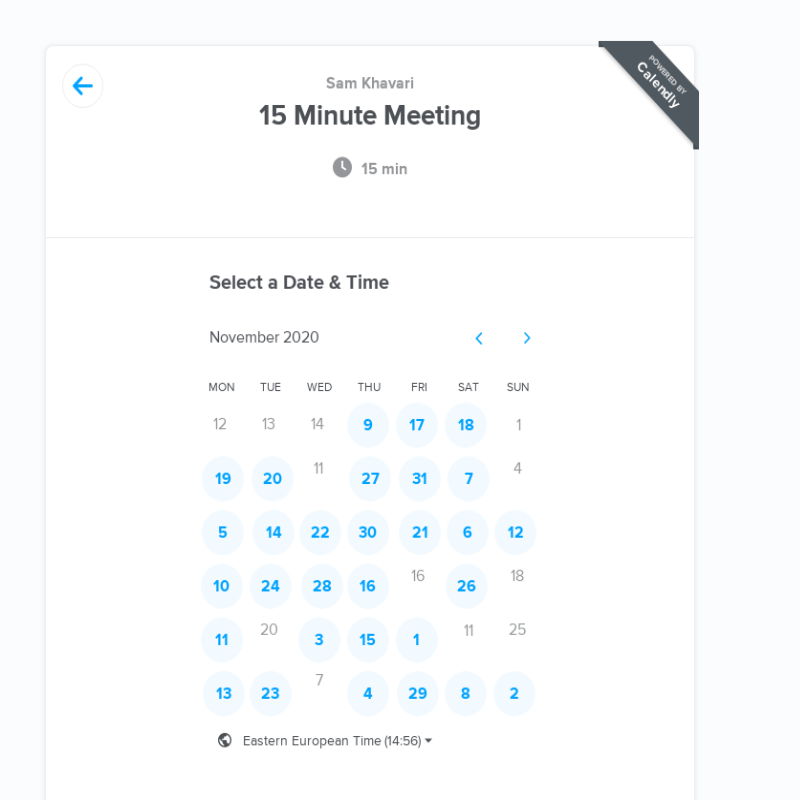 POWERED BY
Calendly
Sam Khavari
15 Minute Meeting
15 min
Select a Date & Time
November 2020
MON TUE WED THU FRI SAT SUN
12 13 14 9 17 18 1
19 20 11 27 31 7 4
5 14 22 30 21 6 12
10 24 28 16 16 26 18
11 20 3 15 1 11 25
13 23 7 4 29 8 2
Eastern European Time (14:56)